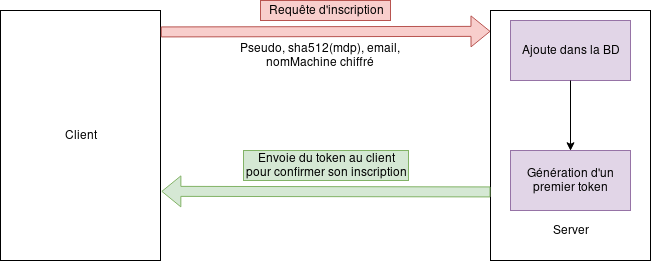 Requête d'inscription
Pseudo, sha512(mdp), email,
nomMachine chiffré
Ajoute dans la BD
Client
Envoie du token au client
pour confirmer son inscription
Génération d'un
premier token
Server